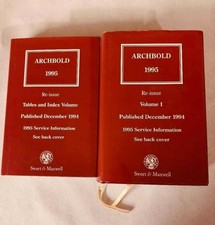 ARCHBOLD
1995
Re-issue
Tables and Index Volume
Published December 1994
1995 Service Information
See back cover
Sweet & Maxwell
ARCHBOLD
1995
Re-issue
Volume 1
Published December 1994
1995 Service Information
See back cover
Sweet & Maxwell